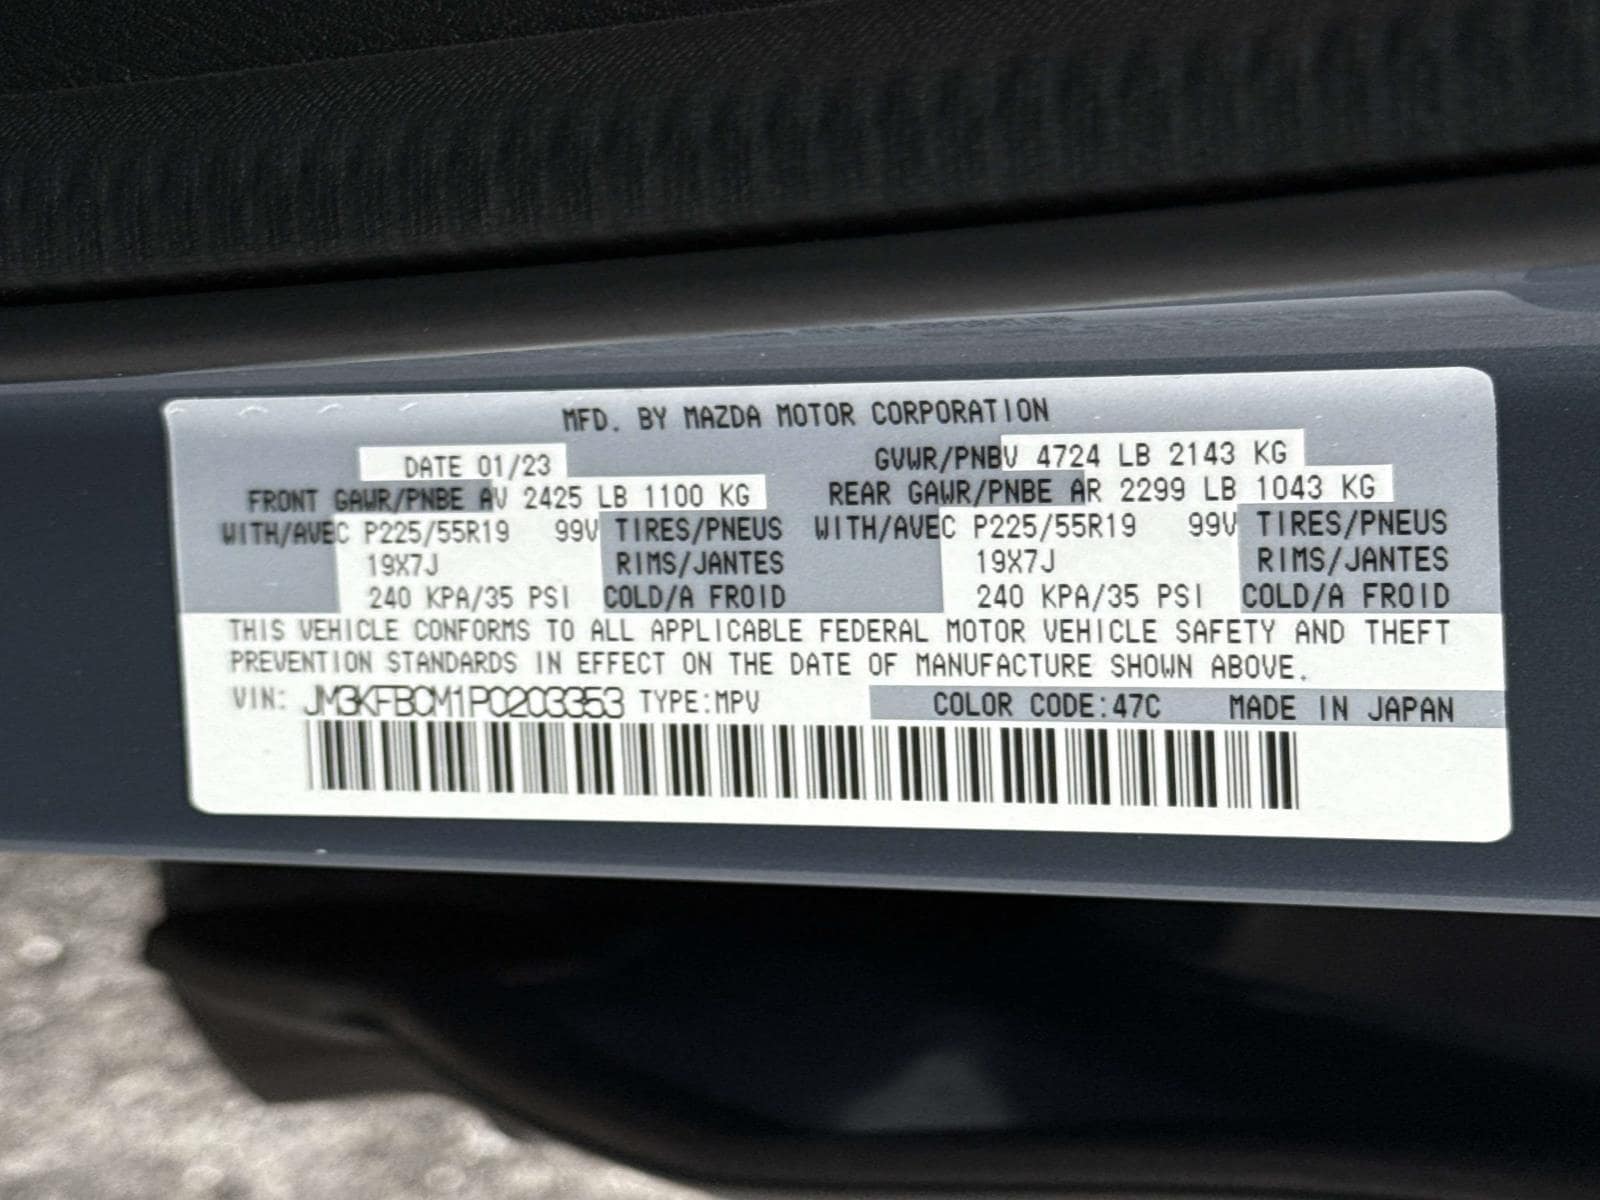 MFD. BY MAZDA MOTOR CORPORATION
DATE 01/23 GVWR/PNBV 4724 LB 2143 KG
FRONT GAWR/PNBE AV 2425 LB 1100 KG REAR GAWR/PNBE AR 2299 LB 1043 KG
WITH/AVEC P225/55R19 99V TIRES/PNEUS WITH/AVEC P225/55R19 99V TIRES/PNEUS
19X7J RIMS/JANTES 19X7J RIMS/JANTES
240 KPA/35 PSI COLD/A FROID 240 KPA/35 PSI COLD/A FROID
THIS VEHICLE CONFORMS TO ALL APPLICABLE FEDERAL MOTOR VEHICLE SAFETY AND THEFT
PREVENTION STANDARDS IN EFFECT ON THE DATE OF MANUFACTURE SHOWN ABOVE.
VIN: JM3KFBCM1P0203353 TYPE:MPV COLOR CODE:47C MADE IN JAPAN